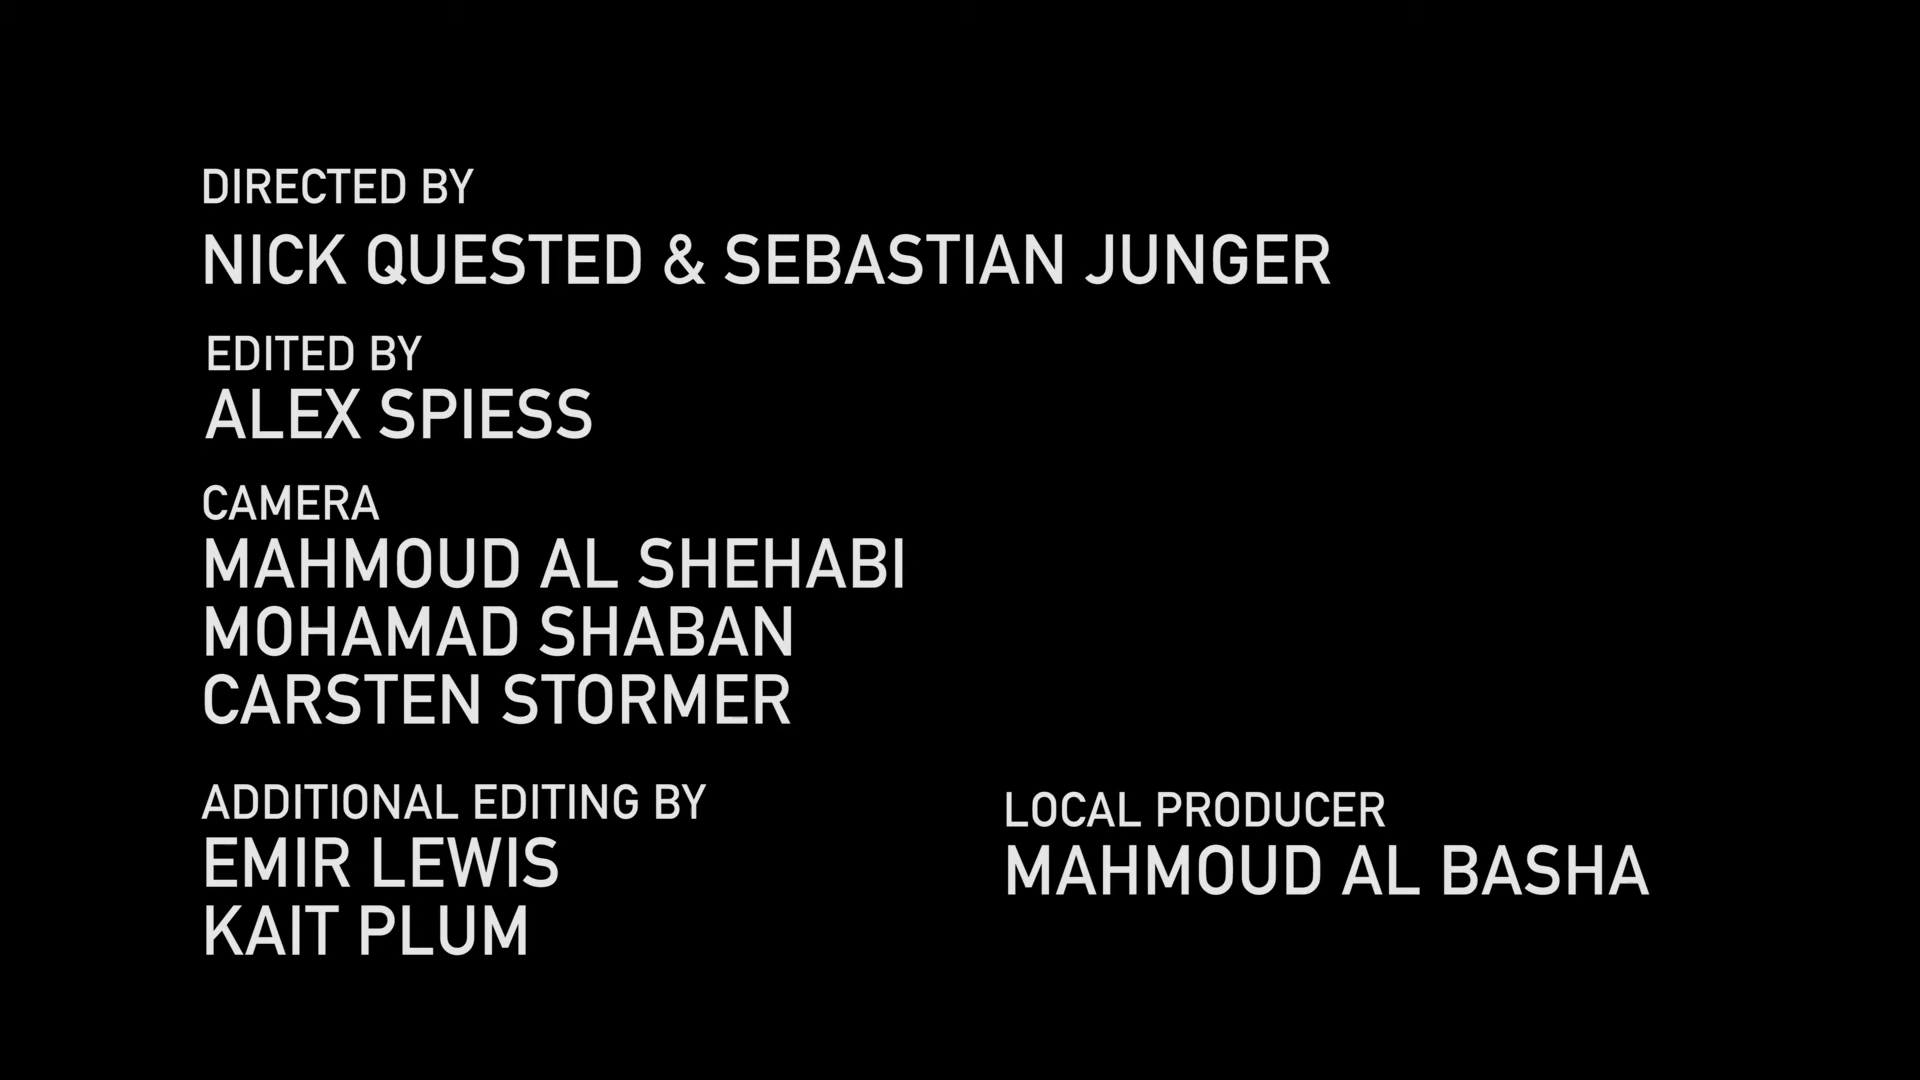 DIRECTED BY
NICK QUESTED & SEBASTIAN JUNGER
EDITED BY
ALEX SPIESS
CAMERA
MAHMOUD AL SHEHABI
MOHAMAD SHABAN
CARSTEN STORMER
ADDITIONAL EDITING BY
EMIR LEWIS
KAIT PLUM
LOCAL PRODUCER
MAHMOUD AL BASHA